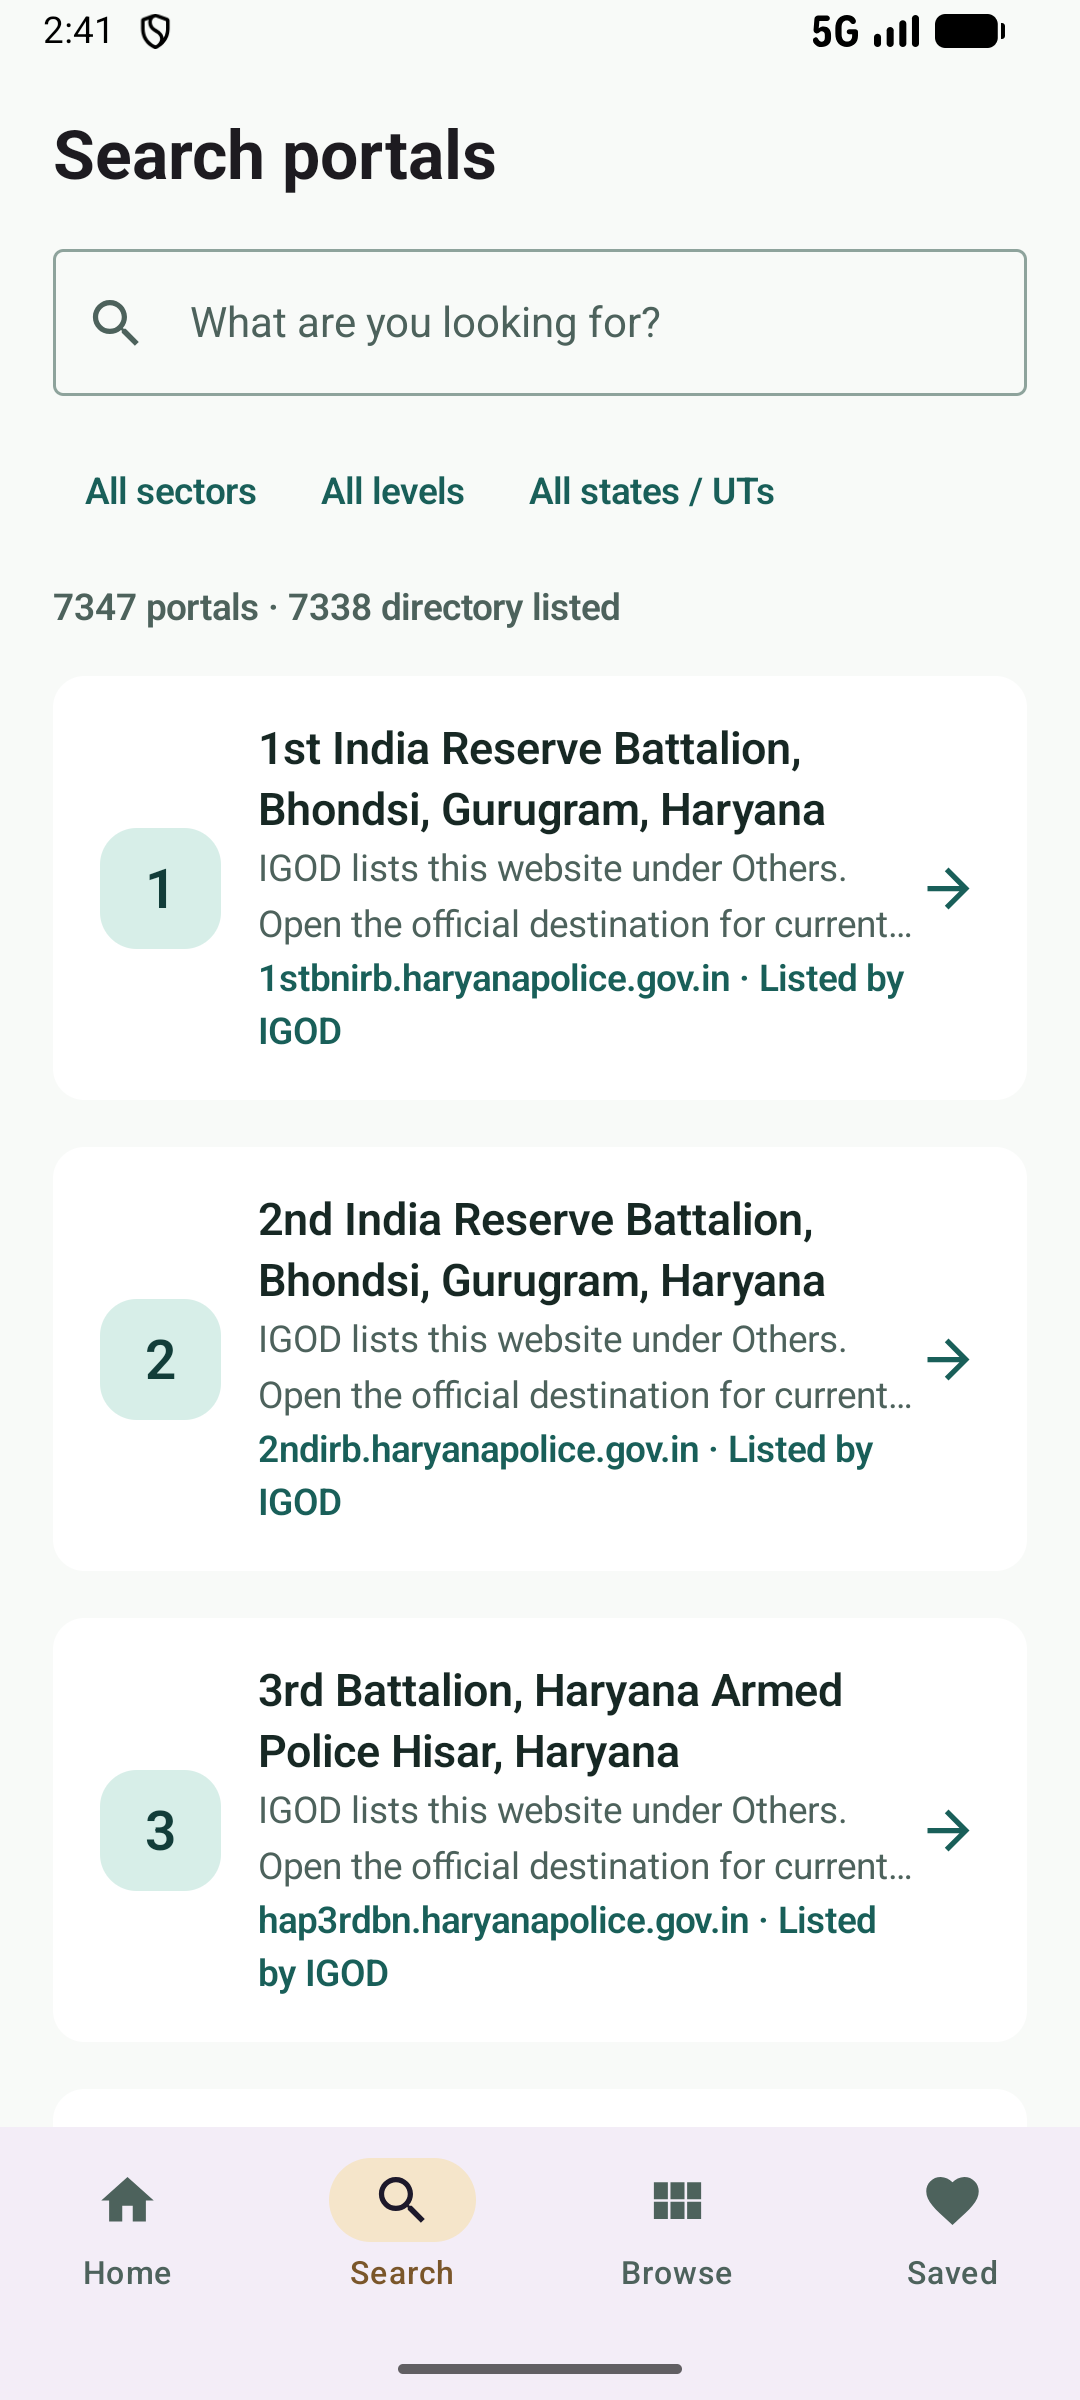 2:41
5G
Search portals
What are you looking for?
All sectors All levels All states / UTs
7347 portals · 7338 directory listed
1st India Reserve Battalion,
Bhondsi, Gurugram, Haryana
1
IGOD lists this website under Others.
Open the official destination for current…
1stbnirb.haryanapolice.gov.in · Listed by
IGOD
2nd India Reserve Battalion,
Bhondsi, Gurugram, Haryana
2
IGOD lists this website under Others.
Open the official destination for current…
2ndirb.haryanapolice.gov.in · Listed by
IGOD
3rd Battalion, Haryana Armed
Police Hisar, Haryana
3
IGOD lists this website under Others.
Open the official destination for current…
hap3rdbn.haryanapolice.gov.in · Listed
by IGOD
Home Search Browse Saved